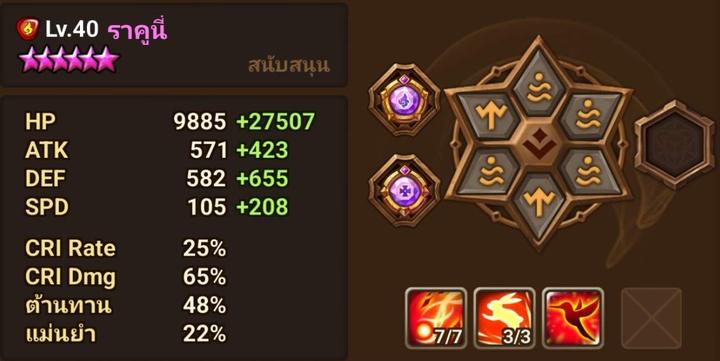 Lv.40 ราคูนี่
สนับสนุน
HP 9885 +27507
ATK 571 +423
DEF 582 +655
SPD 105 +208
CRI Rate 25%
CRI Dmg 65%
ต้านทาน 48%
แม่นยำ 22%
7/7 3/3